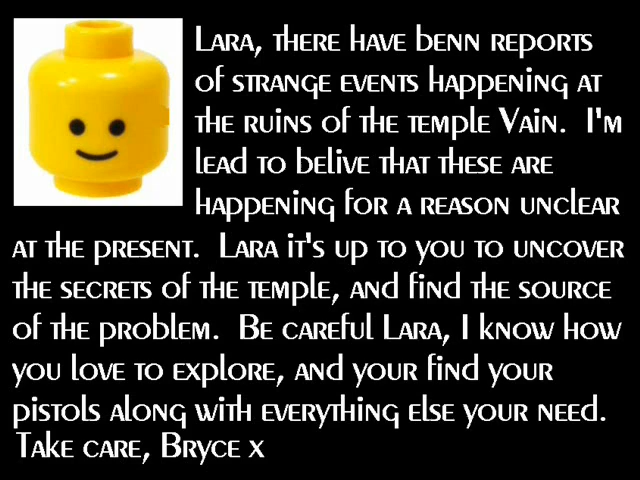 Lara, there have benn reports
of strange events happening at
the ruins of the temple Vain.  I'm
lead to belive that these are
happening for a reason unclear
at the present.  Lara it's up to you to uncover
the secrets of the temple, and find the source
of the problem.  Be careful Lara, I know how
you love to explore, and your find your
pistols along with everything else your need.
Take care, Bryce x